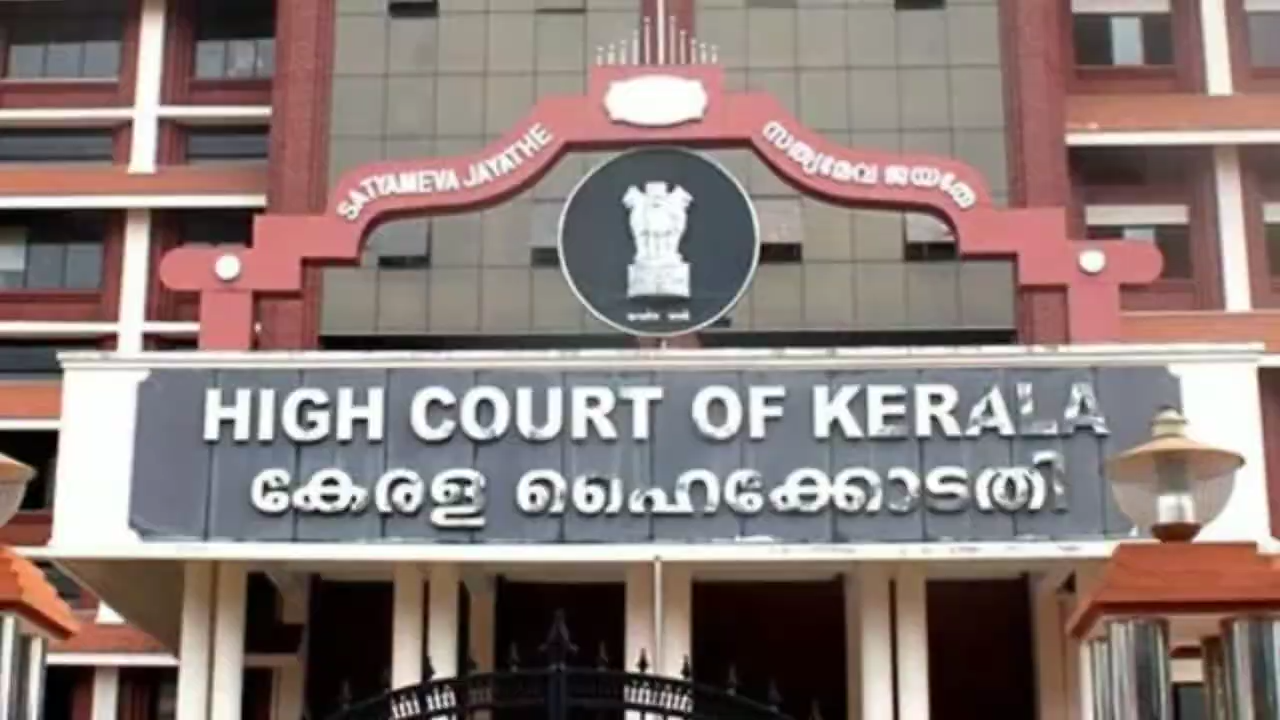 SATYAMEVA JAYATHE
സത്യമേവ ജയതേ
HIGH COURT OF KERALA
കേരള ഹൈക്കോടതി